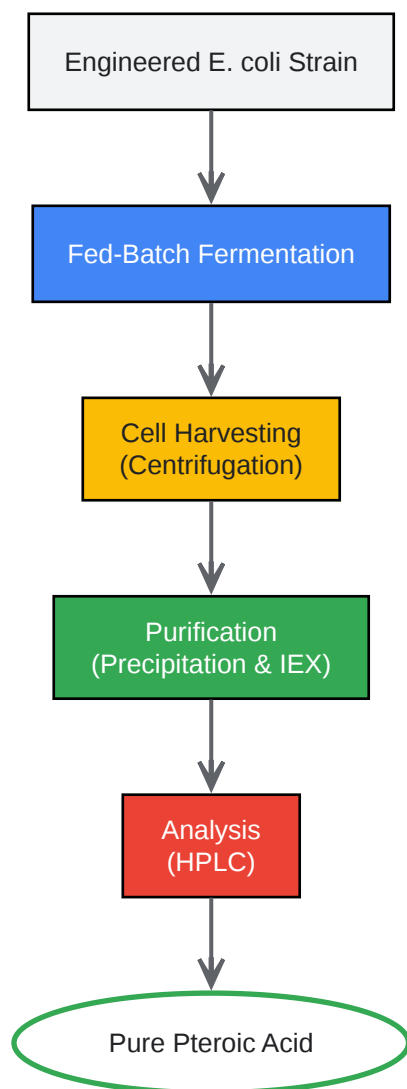 Engineered E. coli Strain
Fed-Batch Fermentation
Cell Harvesting
(Centrifugation)
Purification
(Precipitation & IEX)
Analysis
(HPLC)
Pure Pteroic Acid